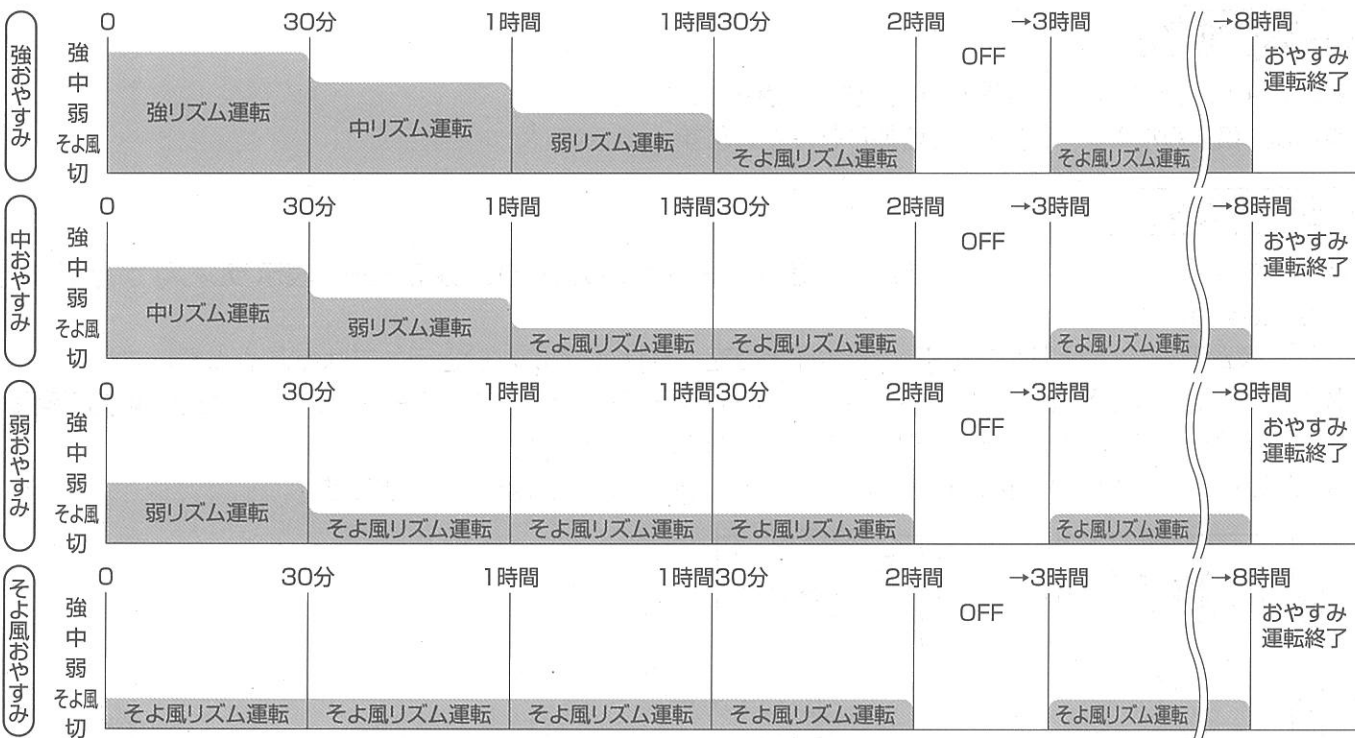 強おやすみ
0 30分 1時間 1時間30分 2時間 →3時間 →8時間
強
中
弱
そよ風
切
強リズム運転
中リズム運転
弱リズム運転
そよ風リズム運転
OFF
そよ風リズム運転
おやすみ
運転終了
中おやすみ
0 30分 1時間 1時間30分 2時間 →3時間 →8時間
強
中
弱
そよ風
切
中リズム運転
弱リズム運転
そよ風リズム運転
そよ風リズム運転
OFF
そよ風リズム運転
おやすみ
運転終了
弱おやすみ
0 30分 1時間 1時間30分 2時間 →3時間 →8時間
強
中
弱
そよ風
切
弱リズム運転
そよ風リズム運転
そよ風リズム運転
そよ風リズム運転
OFF
そよ風リズム運転
おやすみ
運転終了
そよ風おやすみ
0 30分 1時間 1時間30分 2時間 →3時間 →8時間
強
中
弱
そよ風
切
そよ風リズム運転
そよ風リズム運転
そよ風リズム運転
そよ風リズム運転
OFF
そよ風リズム運転
おやすみ
運転終了